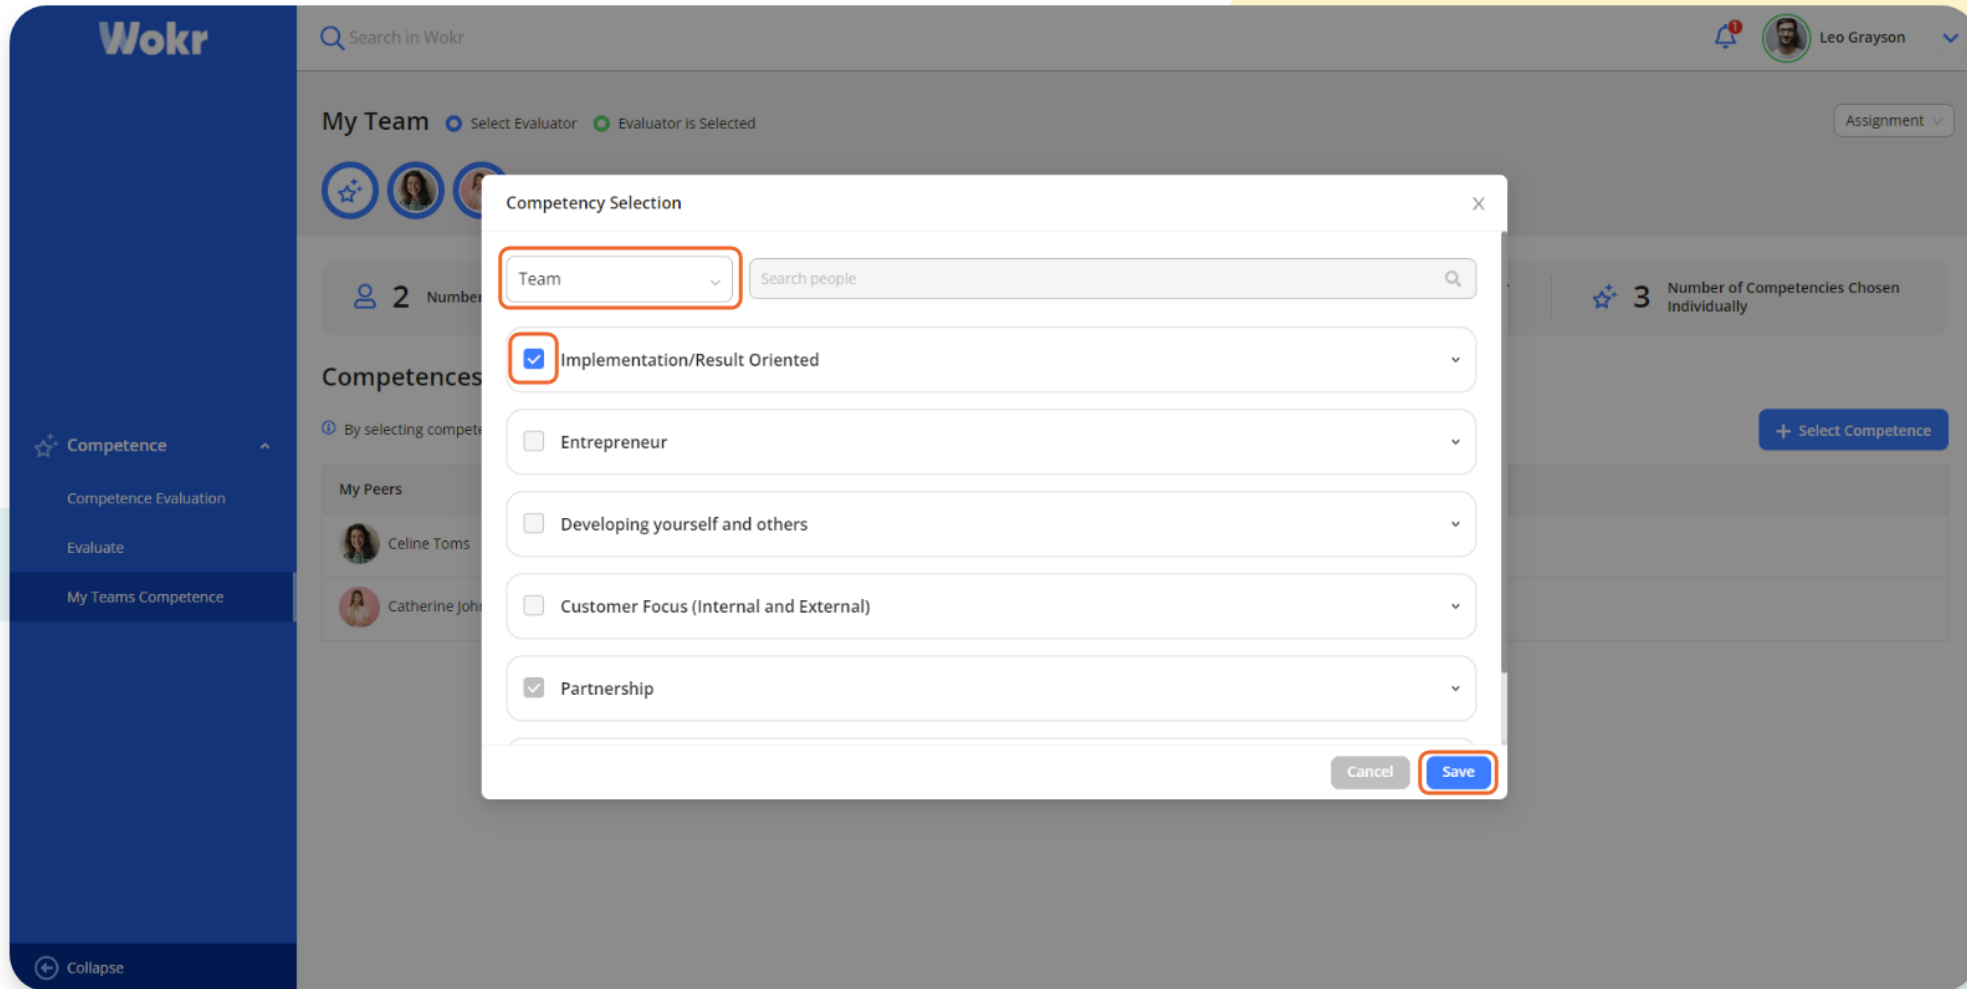 Wokr
Search in Wokr
1
Leo Grayson
My Team
Select Evaluator
Evaluator is Selected
Assignment
Competency Selection
Team
Search people
2
Number
3
Number of Competencies Chosen
Individually
Implementation/Result Oriented
Competences
By selecting compete
Select Competence
Entrepreneur
Competence
Competence Evaluation
Evaluate
My Teams Competence
My Peers
Celine Toms
Catherine Joh
Developing yourself and others
Customer Focus (Internal and External)
Partnership
Cancel
Save
Collapse